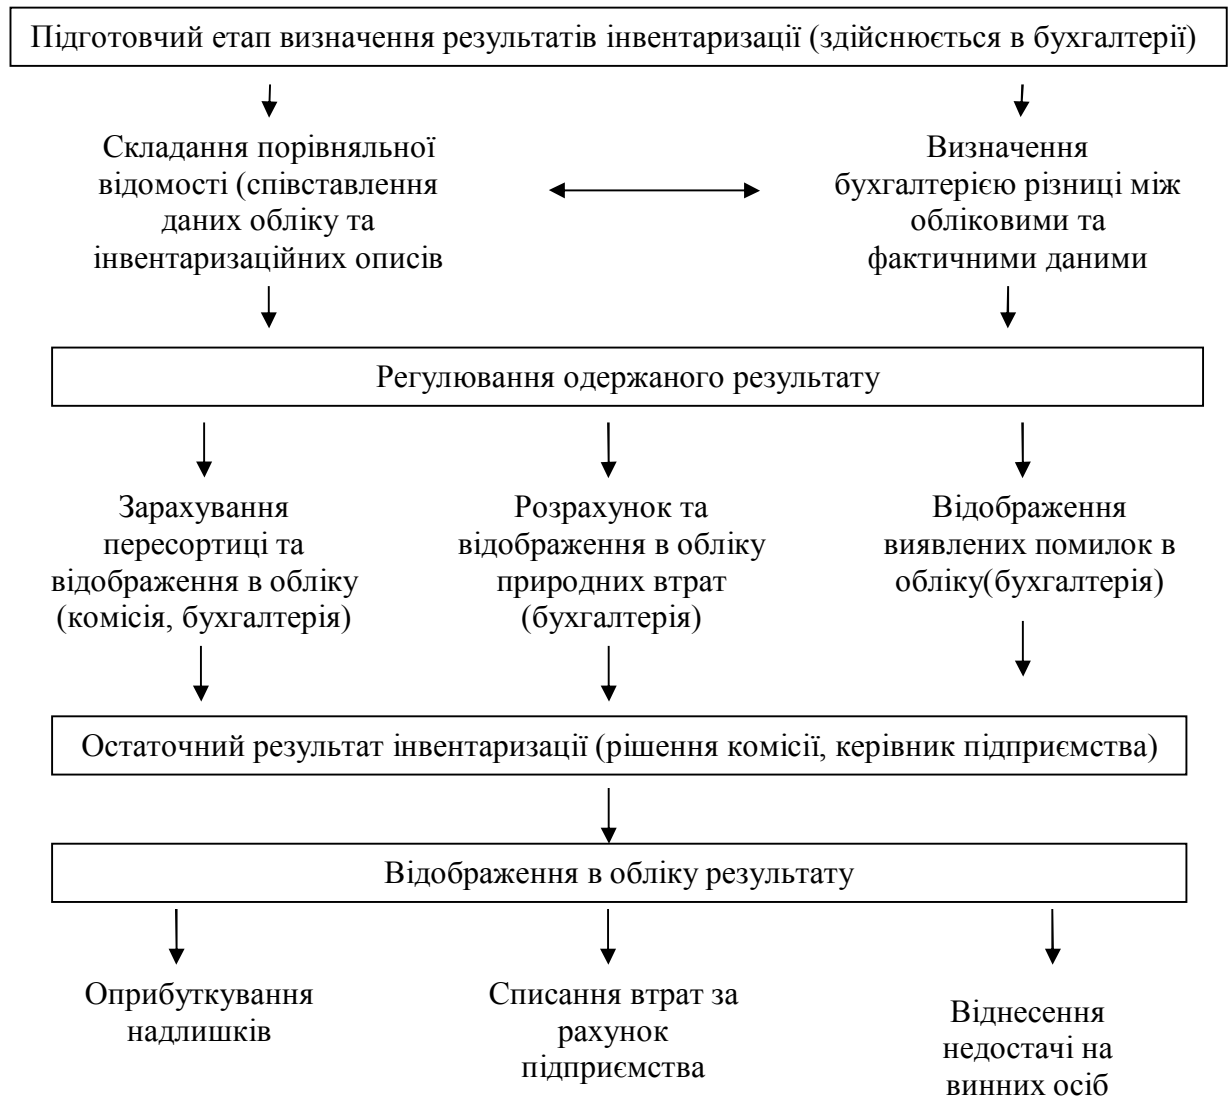 Підготовчий етап визначення результатів інвентаризації (здійснюється в бухгалтерії)
Складання порівняльної
відомості (співставлення
даних обліку та
інвентаризаційних описів
Визначення
бухгалтерією різниці між
обліковими та
фактичними даними
Регулювання одержаного результату
Зарахування
пересортиці та
відображення в обліку
(комісія, бухгалтерія)
Розрахунок та
відображення в обліку
природних втрат
(бухгалтерія)
Відображення
виявлених помилок в
обліку(бухгалтерія)
Остаточний результат інвентаризації (рішення комісії, керівник підприємства)
Відображення в обліку результату
Оприбуткування
надлишків
Списання втрат за
рахунок
підприємства
Віднесення
недостачі на
винних осіб